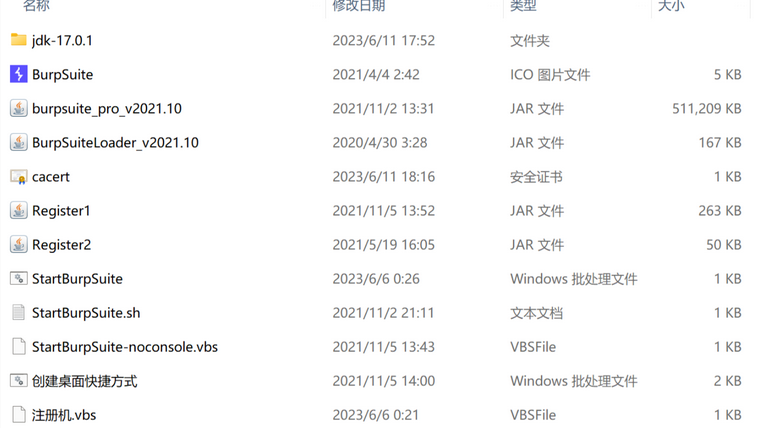 名称 修改日期 类型 大小
jdk-17.0.1 2023/6/11 17:52 文件夹
BurpSuite 2021/4/4 2:42 ICO 图片文件 5 KB
burpsuite_pro_v2021.10 2021/11/2 13:31 JAR 文件 511,209 KB
BurpSuiteLoader_v2021.10 2020/4/30 3:28 JAR 文件 167 KB
cacert 2023/6/11 18:16 安全证书 1 KB
Register1 2021/11/5 13:52 JAR 文件 263 KB
Register2 2021/5/19 16:05 JAR 文件 50 KB
StartBurpSuite 2023/6/6 0:26 Windows 批处理文件 1 KB
StartBurpSuite.sh 2021/11/2 21:11 文本文档 1 KB
StartBurpSuite-noconsole.vbs 2021/11/5 13:43 VBSFile 1 KB
创建桌面快捷方式 2021/11/5 14:00 Windows 批处理文件 2 KB
注册机.vbs 2023/6/6 0:21 VBSFile 1 KB